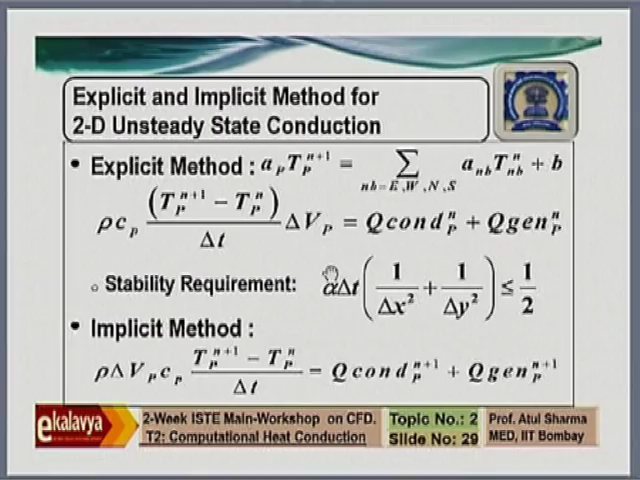 Explicit and Implicit Method for
2-D Unsteady State Conduction
• Explicit Method : a_P T_P^{n+1} = ∑_{nb=E,W,N,S} a_{nb} T_{nb}^n + b
ρ c_p (T_P^{n+1} − T_P^n)/Δt ΔV_P = Qcond_P^n + Qgen_P^n
○ Stability Requirement: αΔt (1/Δx² + 1/Δy²) ≤ 1/2
• Implicit Method :
ρΔV_P c_p (T_P^{n+1} − T_P^n)/Δt = Qcond_P^{n+1} + Qgen_P^{n+1}
ekalavya
2-Week ISTE Main-Workshop on CFD.
T2: Computational Heat Conduction
Topic No.: 2
Slide No.: 29
Prof. Atul Sharma
MED, IIT Bombay